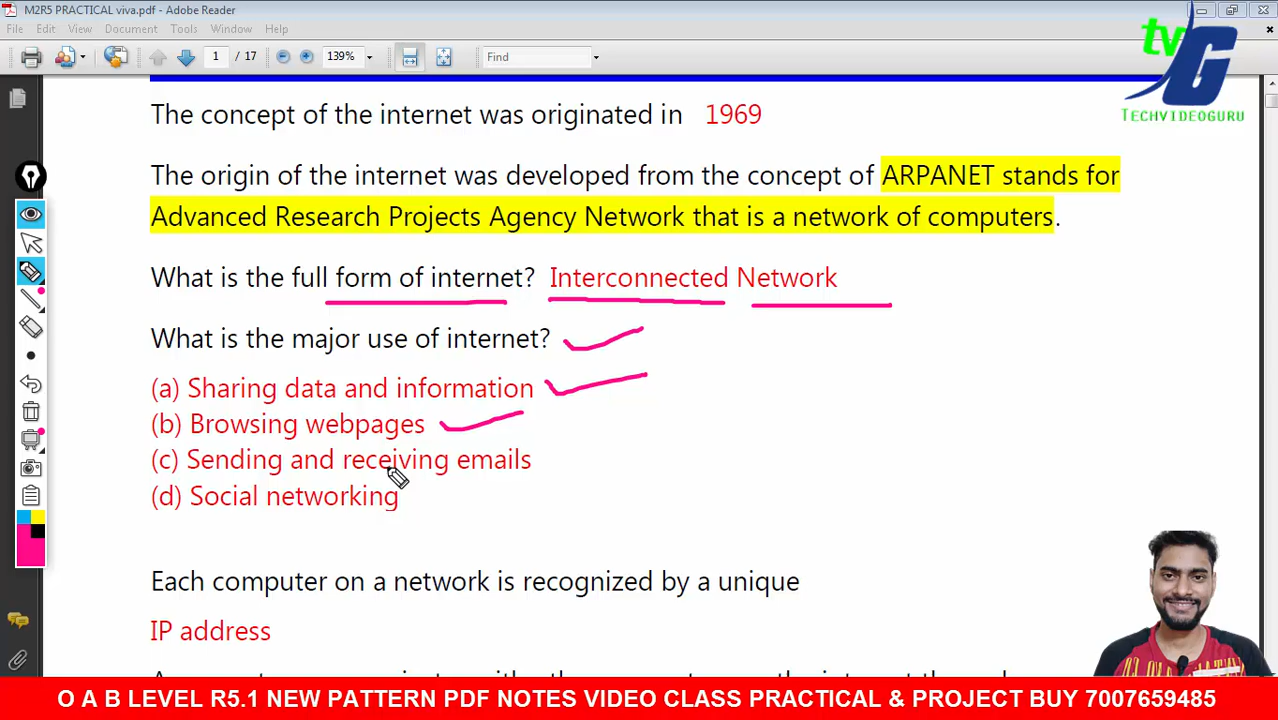 M2R5 PRACTICAL viva.pdf - Adobe Reader
File Edit View Document Tools Window Help
1 / 17 139% Find
tv G
TECHVIDEOGURU
The concept of the internet was originated in 1969
The origin of the internet was developed from the concept of ARPANET stands for
Advanced Research Projects Agency Network that is a network of computers.
What is the full form of internet? Interconnected Network
What is the major use of internet?
(a) Sharing data and information
(b) Browsing webpages
(c) Sending and receiving emails
(d) Social networking
Each computer on a network is recognized by a unique
IP address
O A B LEVEL R5.1 NEW PATTERN PDF NOTES VIDEO CLASS PRACTICAL & PROJECT BUY 7007659485